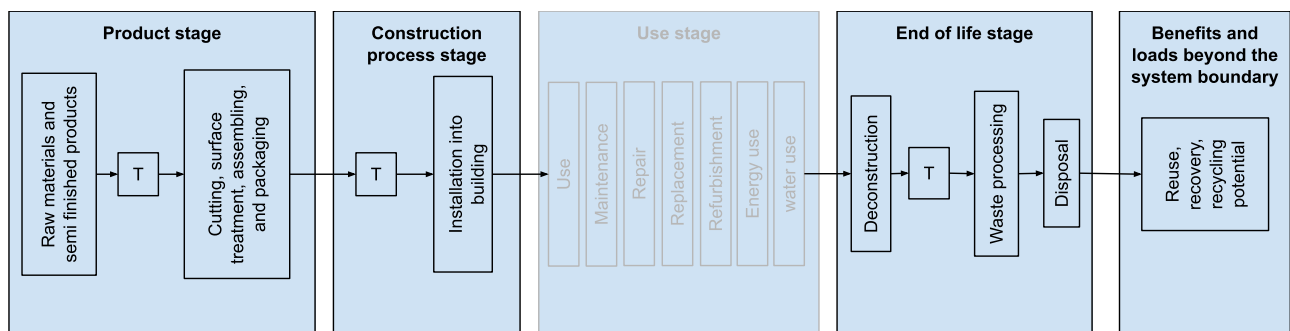 Product stage
Raw materials and
semi finished products
T
Cutting, surface
treatment, assembling,
and packaging
Construction
process stage
T
Installation into
building
Use stage
Use
Maintenance
Repair
Replacement
Refurbishment
Energy use
water use
End of life stage
Deconstruction
T
Waste processing
Disposal
Benefits and
loads beyond the
system boundary
Reuse,
recovery,
recycling
potential